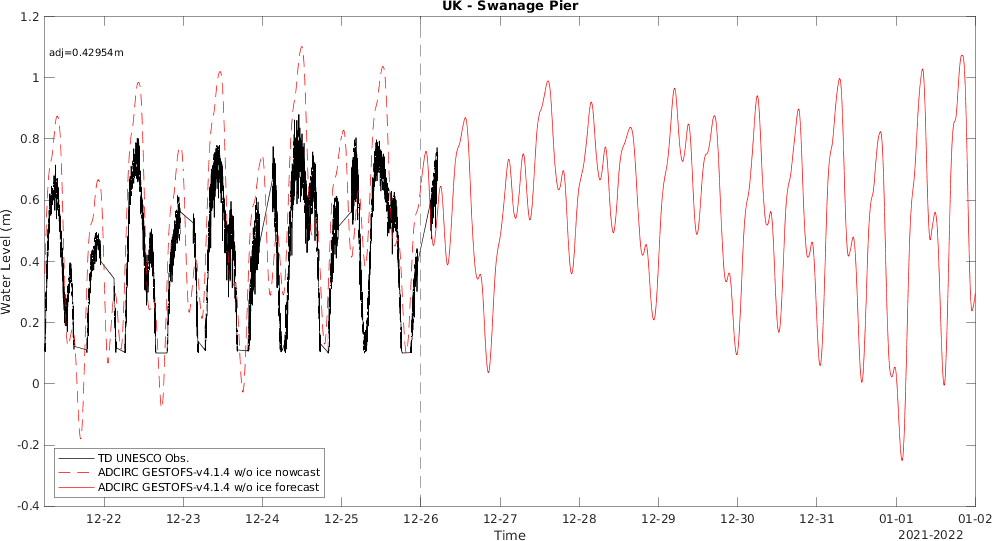 UK - Swanage Pier
adj=0.42954m
Water Level (m)
1.2
1
0.8
0.6
0.4
0.2
0
-0.2
-0.4
TD UNESCO Obs.
ADCIRC GESTOFS-v4.1.4 w/o ice nowcast
ADCIRC GESTOFS-v4.1.4 w/o ice forecast
12-22 12-23 12-24 12-25 12-26 12-27 12-28 12-29 12-30 12-31 01-01 01-02
Time
2021-2022